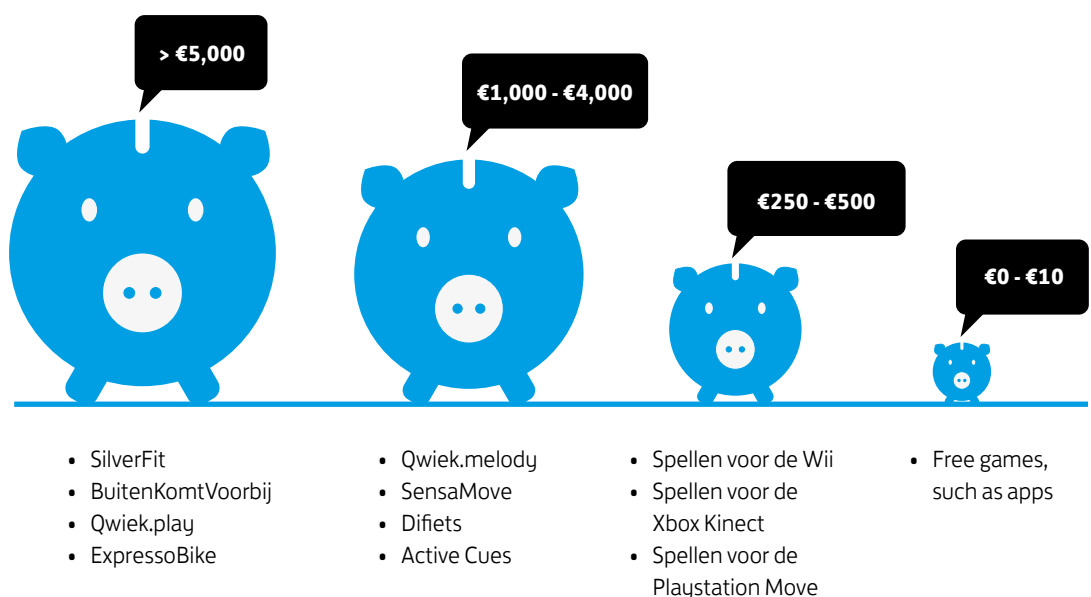 > €5,000
€1,000 - €4,000
€250 - €500
€0 - €10
• SilverFit
• BuitenKomtVoorbij
• Qwiek.play
• ExpressoBike
• Qwiek.melody
• SensaMove
• Difiets
• Active Cues
• Spellen voor de Wii
• Spellen voor de
Xbox Kinect
• Spellen voor de
Playstation Move
• Free games,
such as apps